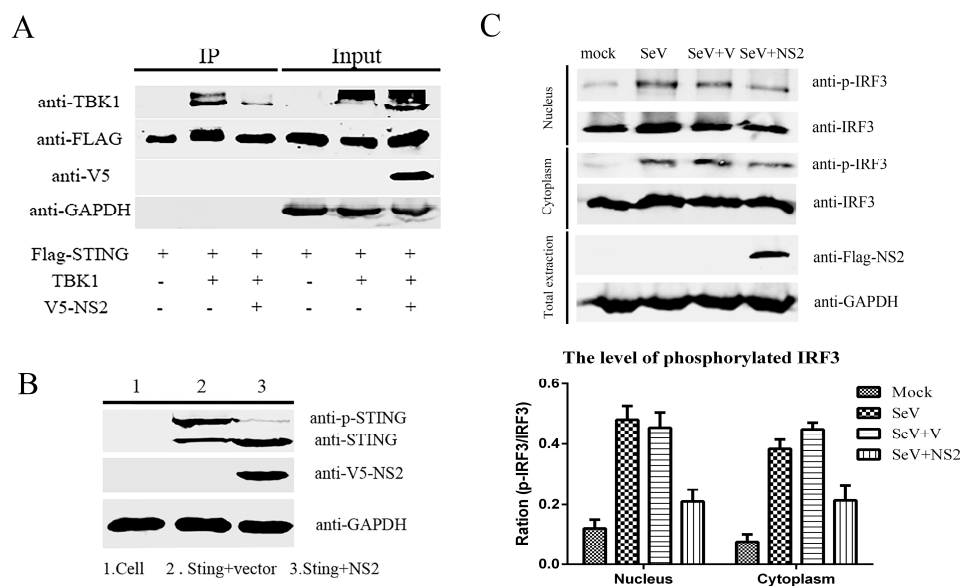 A
IP Input
anti-TBK1
anti-FLAG
anti-V5
anti-GAPDH
Flag-STING + + + + + +
TBK1 - + + - + +
V5-NS2 - - + - - +
B
1 2 3
anti-p-STING
anti-STING
anti-V5-NS2
anti-GAPDH
1.Cell 2 . Sting+vector 3.Sting+NS2
C
mock SeV SeV+V SeV+NS2
Nucleus
anti-p-IRF3
anti-IRF3
Cytoplasm
anti-p-IRF3
anti-IRF3
Total extraction
anti-Flag-NS2
anti-GAPDH
The level of phosphorylated IRF3
Ration (p-IRF3/IRF3)
0.6
0.4
0.2
0.0
Nucleus Cytoplasm
Mock
SeV
ScV+V
SeV+NS2